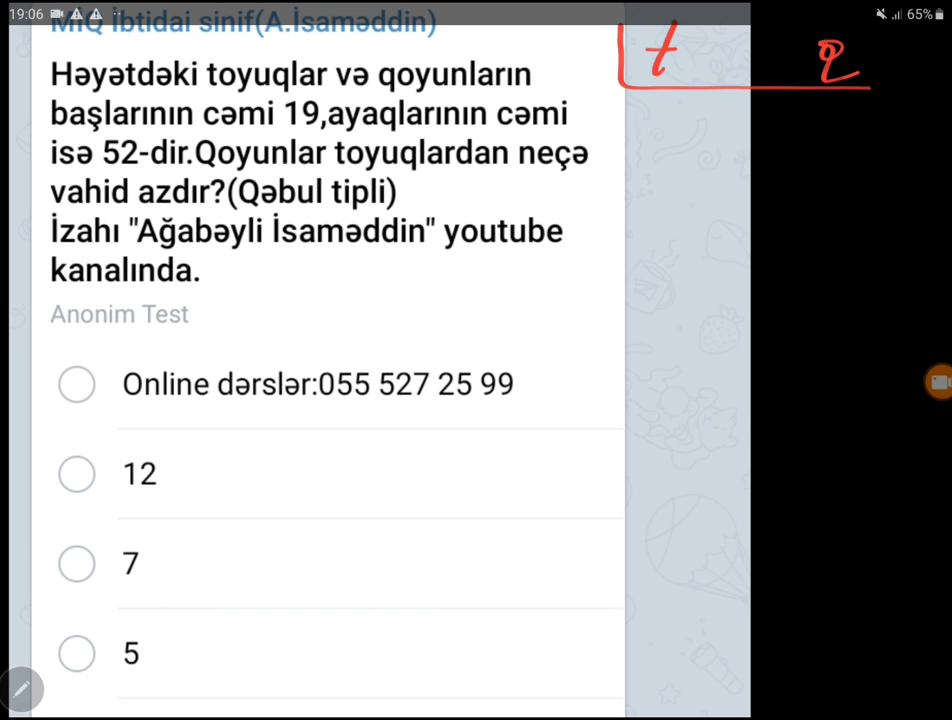 19:06
65%
MİQ İbtidai sinif(A.İsaməddin)
t q
Həyətdəki toyuqlar və qoyunların
başlarının cəmi 19,ayaqlarının cəmi
isə 52-dir.Qoyunlar toyuqlardan neçə
vahid azdır?(Qəbul tipli)
İzahı "Ağabəyli İsaməddin" youtube
kanalında.
Anonim Test
Online dərslər:055 527 25 99
12
7
5